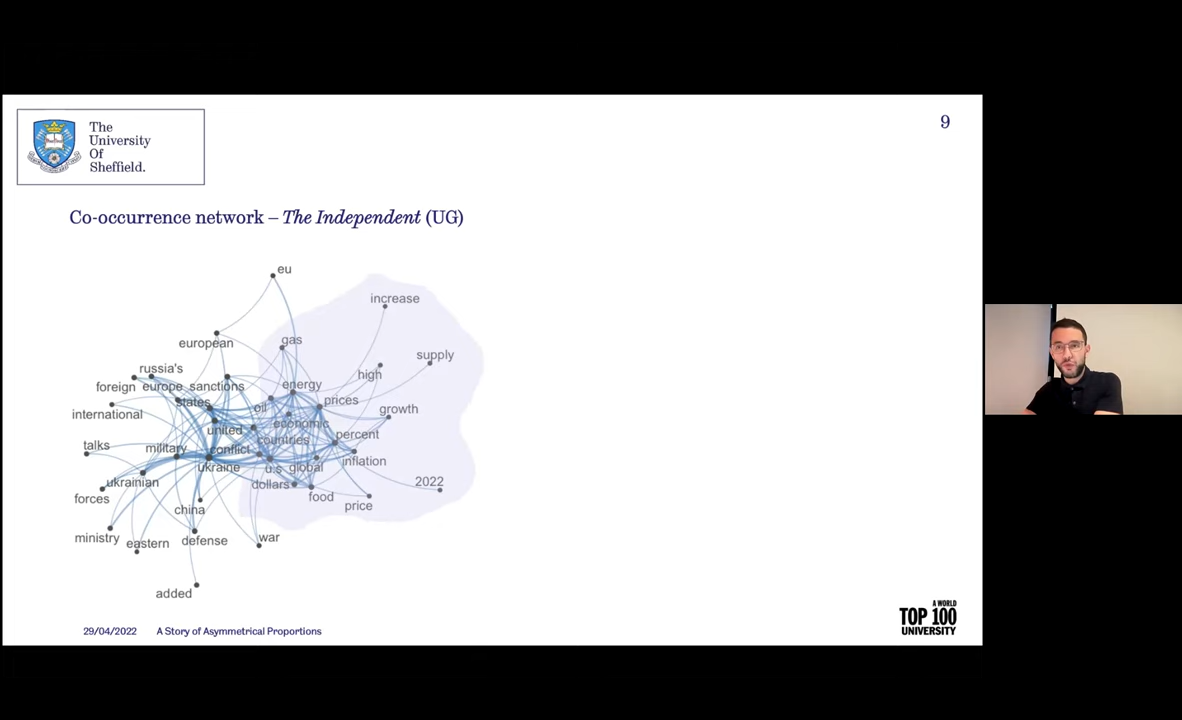 The
University
Of
Sheffield.
9
Co-occurrence network – The Independent (UG)
eu
increase
european
gas
supply
russia's
high
foreign
europe
sanctions
energy
states
oil
prices
international
growth
united
economic
percent
talks
military
conflict
countries
ukraine
u.s
global
inflation
ukrainian
dollars
2022
forces
food
china
price
ministry
eastern
defense
war
added
29/04/2022 A Story of Asymmetrical Proportions
A WORLD
TOP 100
UNIVERSITY